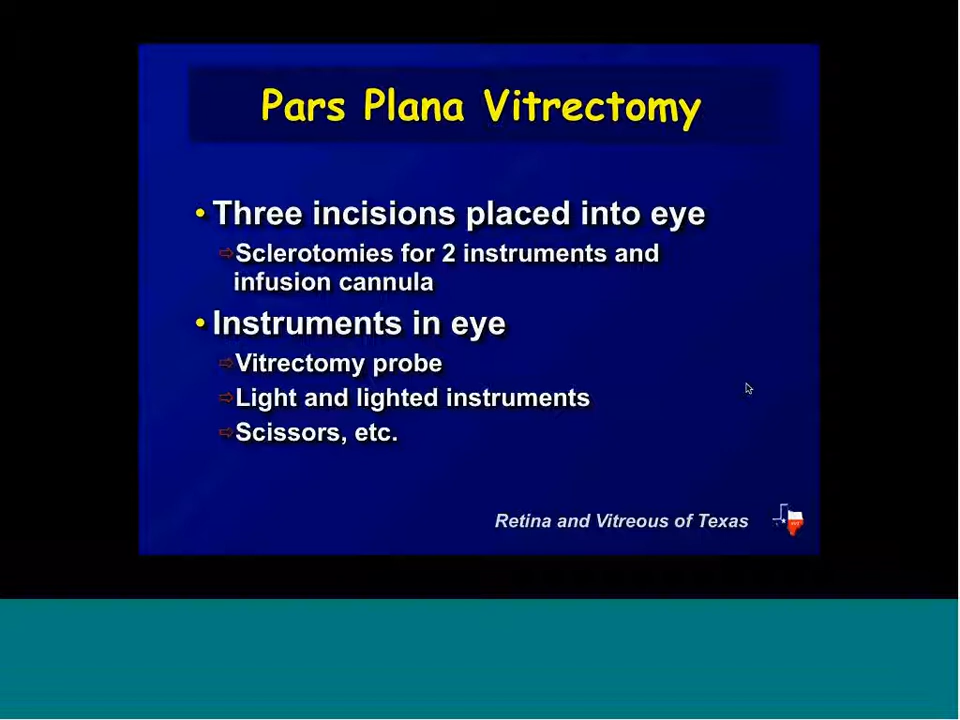 Pars Plana Vitrectomy
• Three incisions placed into eye
⇨Sclerotomies for 2 instruments and
infusion cannula
• Instruments in eye
⇨Vitrectomy probe
⇨Light and lighted instruments
⇨Scissors, etc.
Retina and Vitreous of Texas